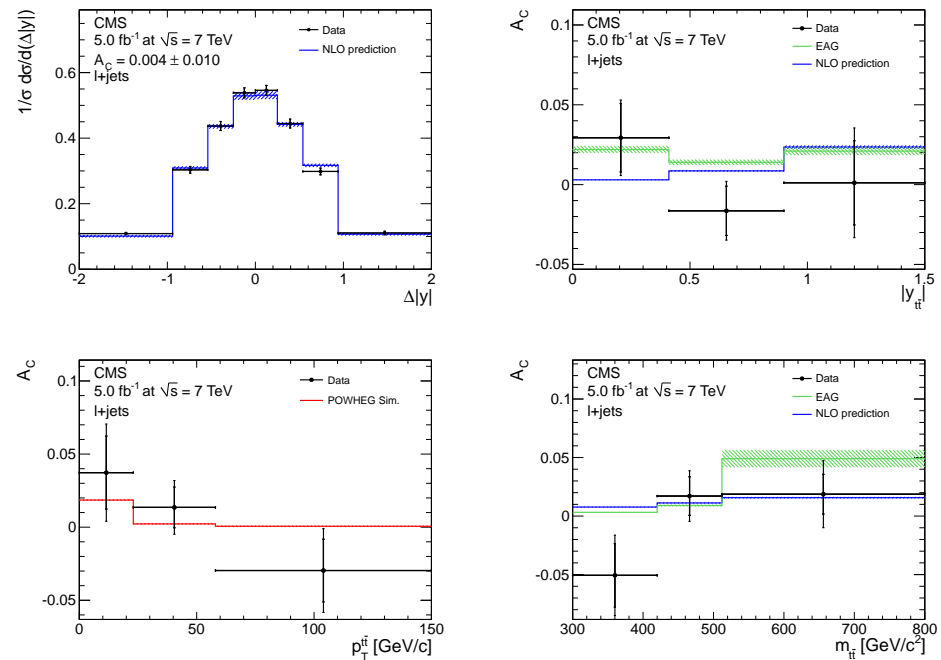 CMS
5.0 fb⁻¹ at √s = 7 TeV
A_C = 0.004 ± 0.010
l+jets
Data
NLO prediction
1/σ dσ/d(Δ|y|)
0.6
0.4
0.2
0
-2 -1 0 1 2
Δ|y|
CMS
5.0 fb⁻¹ at √s = 7 TeV
l+jets
Data
EAG
NLO prediction
A_C
0.1
0.05
0
-0.05
0 0.5 1 1.5
|y_tt̄|
CMS
5.0 fb⁻¹ at √s = 7 TeV
l+jets
Data
POWHEG Sim.
A_C
0.1
0.05
0
-0.05
0 50 100 150
p_T^tt̄ [GeV/c]
CMS
5.0 fb⁻¹ at √s = 7 TeV
l+jets
Data
EAG
NLO prediction
A_C
0.1
0.05
0
-0.05
300 400 500 600 700 800
m_tt̄ [GeV/c²]